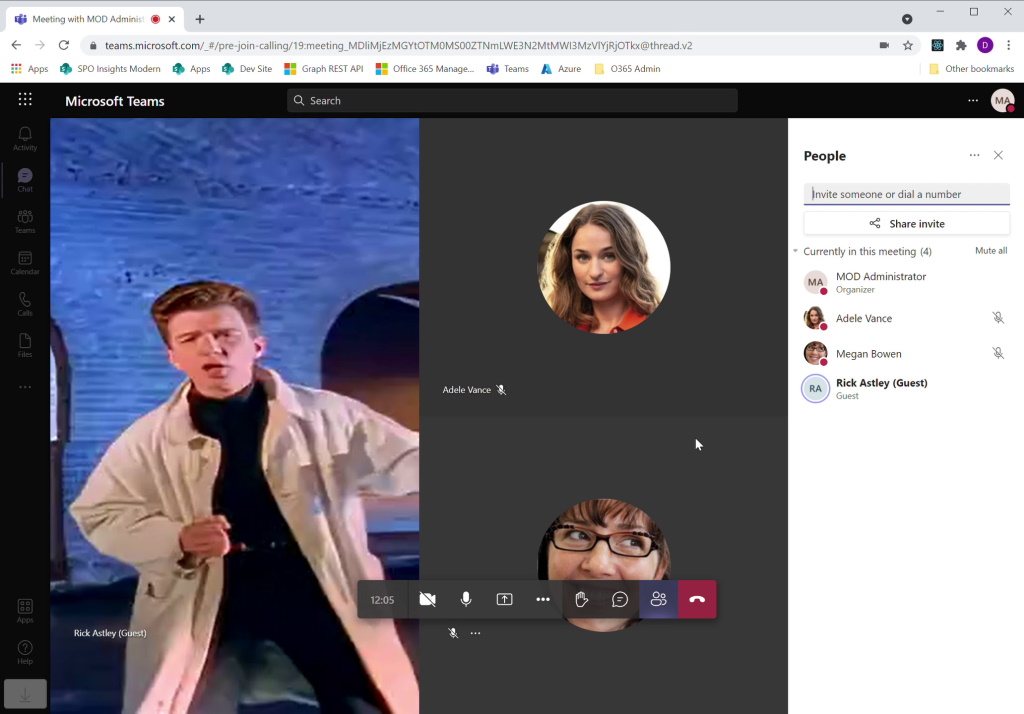 Meeting with MOD Adminis
teams.microsoft.com/_#/pre-join-calling/19:meeting_MDliMjEzMGYtOTM0MS00ZTNmLWE3N2MtMWI3MzVlYjRjOTkx@thread.v2
D
Apps
SPO Insights Modern
Apps
Dev Site
Graph REST API
Office 365 Manage...
Teams
Azure
O365 Admin
Other bookmarks
Microsoft Teams
Search
MA
Activity
Chat
Teams
Calendar
Calls
Files
Apps
Help
Rick Astley (Guest)
Adele Vance
12:05
People
Invite someone or dial a number
Share invite
Currently in this meeting (4)
Mute all
MA
MOD Administrator
Organizer
Adele Vance
Megan Bowen
RA
Rick Astley (Guest)
Guest